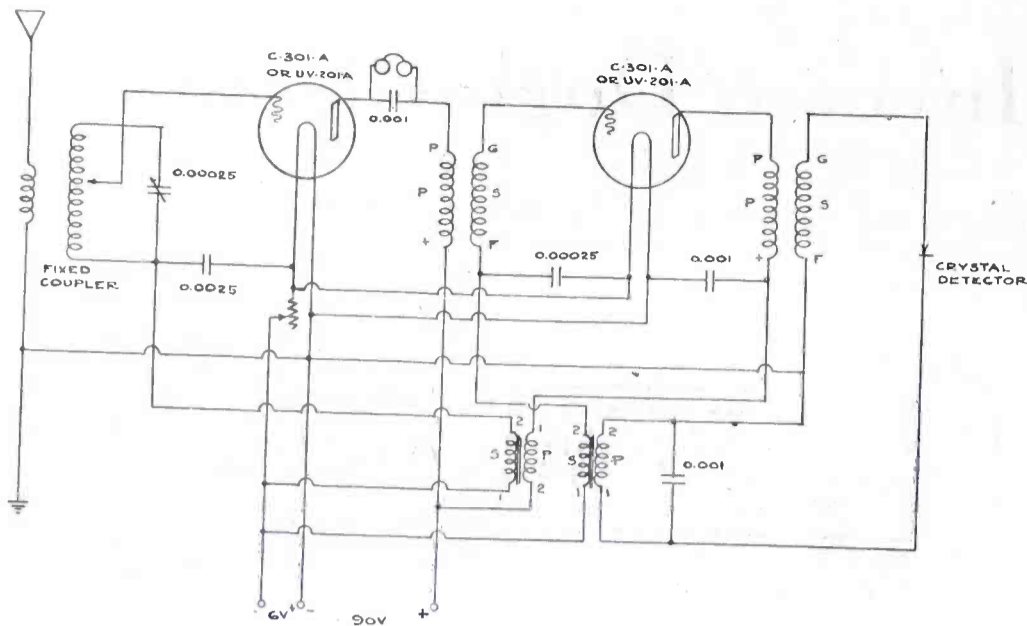 C-301-A
OR UV-201-A
0.001
C-301-A
OR UV-201-A
P
G
P
S
+
F
P
G
P
S
+
F
0.00025
0.0025
FIXED
COUPLER
0.00025
0.001
CRYSTAL
DETECTOR
2
1
S
P
1
2
2
2
S
P
1
1
0.001
6V
+
-
90V
+